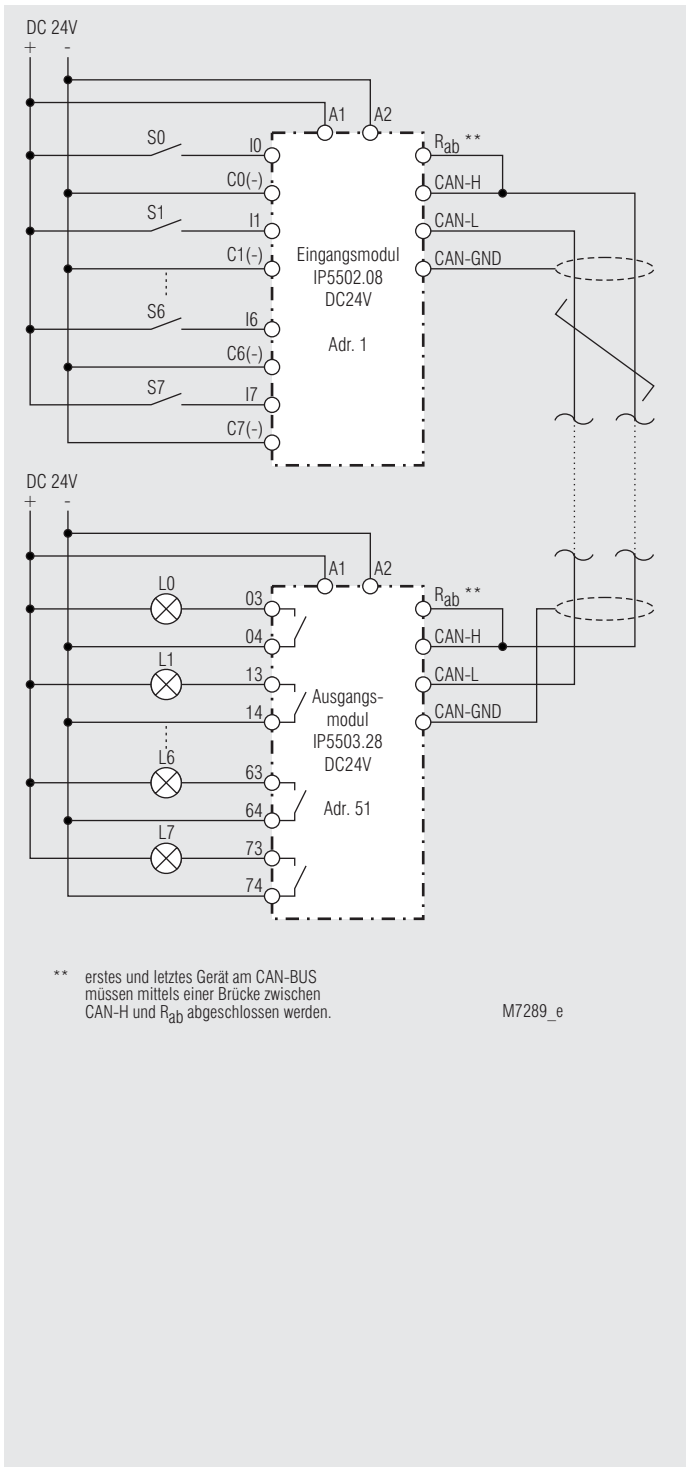 DC 24V
+ -
A1 A2
S0 I0
C0(-)
S1 I1
C1(-)
S6 I6
C6(-)
S7 I7
C7(-)
Eingangsmodul
IP5502.08
DC24V
Adr. 1
Rab **
CAN-H
CAN-L
CAN-GND
DC 24V
+ -
A1 A2
L0 03
04
L1 13
14
L6 63
64
L7 73
74
Ausgangs-
modul
IP5503.28
DC24V
Adr. 51
Rab **
CAN-H
CAN-L
CAN-GND
** erstes und letztes Gerät am CAN-BUS
müssen mittels einer Brücke zwischen
CAN-H und Rab abgeschlossen werden.
M7289_e